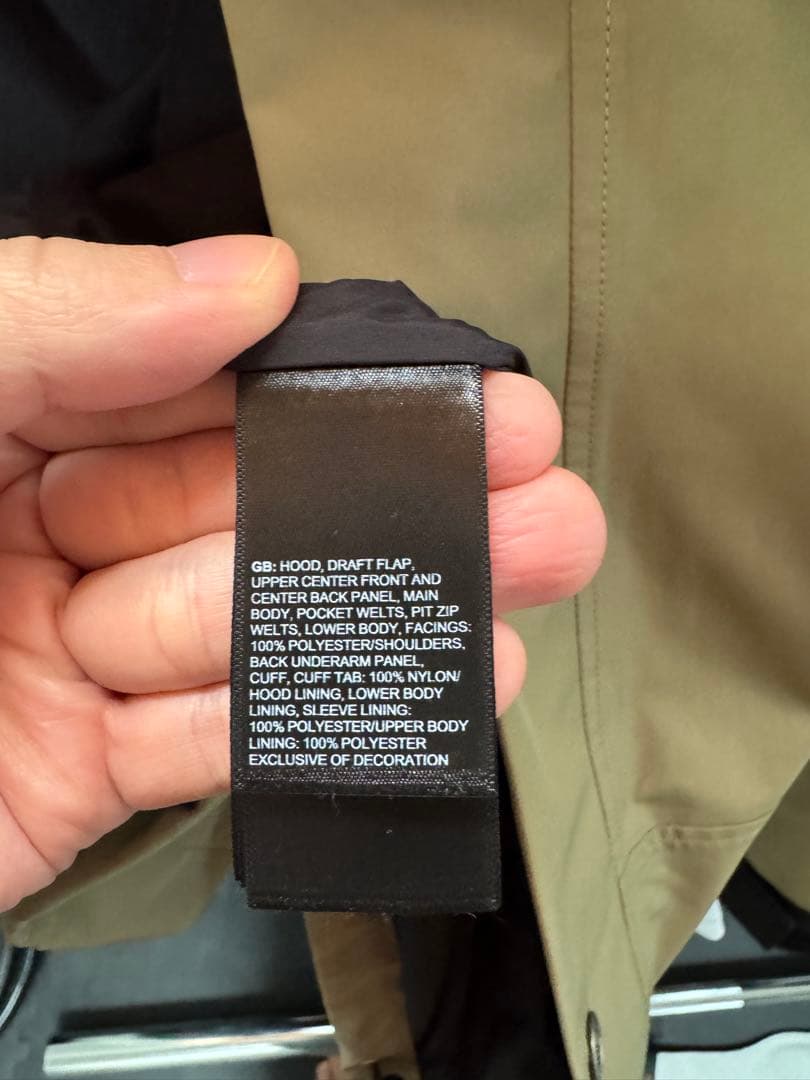 GB: HOOD, DRAFT FLAP,
UPPER CENTER FRONT AND
CENTER BACK PANEL, MAIN
BODY, POCKET WELTS, PIT ZIP
WELTS, LOWER BODY, FACINGS:
100% POLYESTER/SHOULDERS,
BACK UNDERARM PANEL,
CUFF, CUFF TAB: 100% NYLON/
HOOD LINING, LOWER BODY
LINING, SLEEVE LINING:
100% POLYESTER/UPPER BODY
LINING: 100% POLYESTER
EXCLUSIVE OF DECORATION